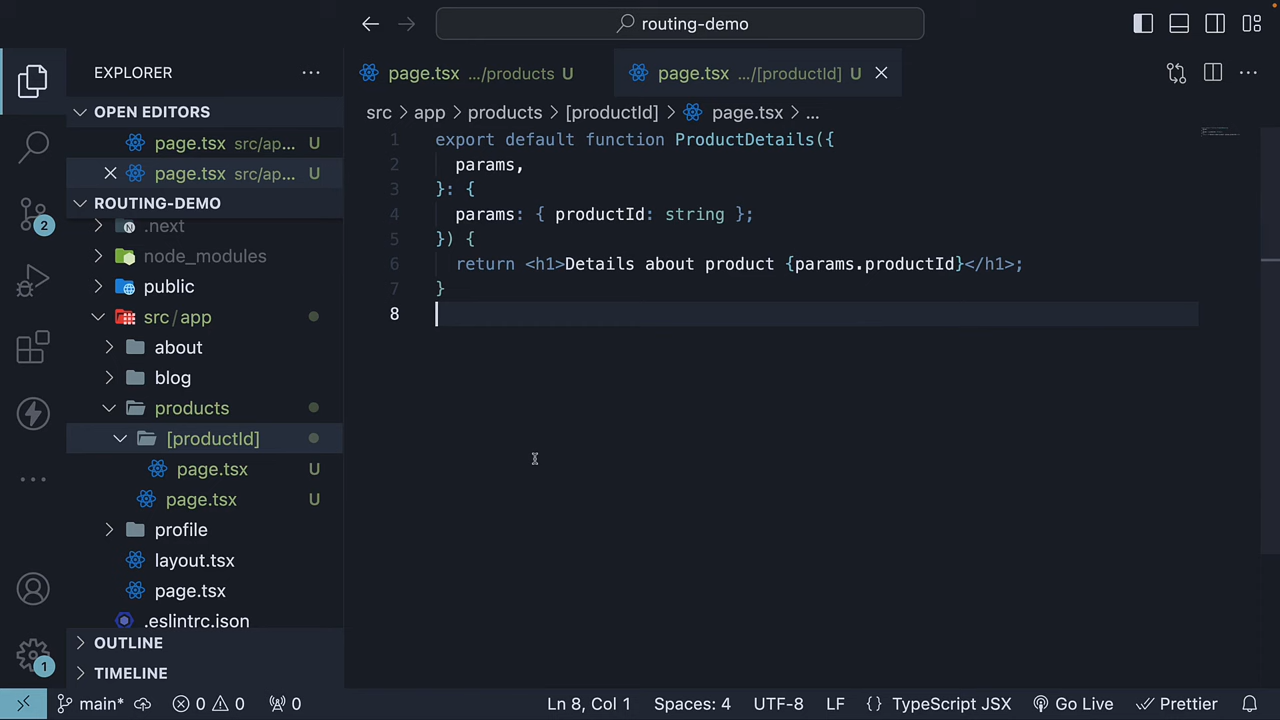 routing-demo
EXPLORER
page.tsx .../products U
page.tsx .../[productId] U
OPEN EDITORS
page.tsx src/ap... U
page.tsx src/ap... U
ROUTING-DEMO
.next
node_modules
public
src/app
about
blog
products
[productId]
page.tsx U
page.tsx U
profile
layout.tsx
page.tsx
.eslintrc.json
OUTLINE
TIMELINE
2
1
src > app > products > [productId] > page.tsx > ...
1 export default function ProductDetails({
2 params,
3 }: {
4 params: { productId: string };
5 }) {
6 return <h1>Details about product {params.productId}</h1>;
7 }
8
main* 0 0 0 Ln 8, Col 1 Spaces: 4 UTF-8 LF {} TypeScript JSX Go Live Prettier